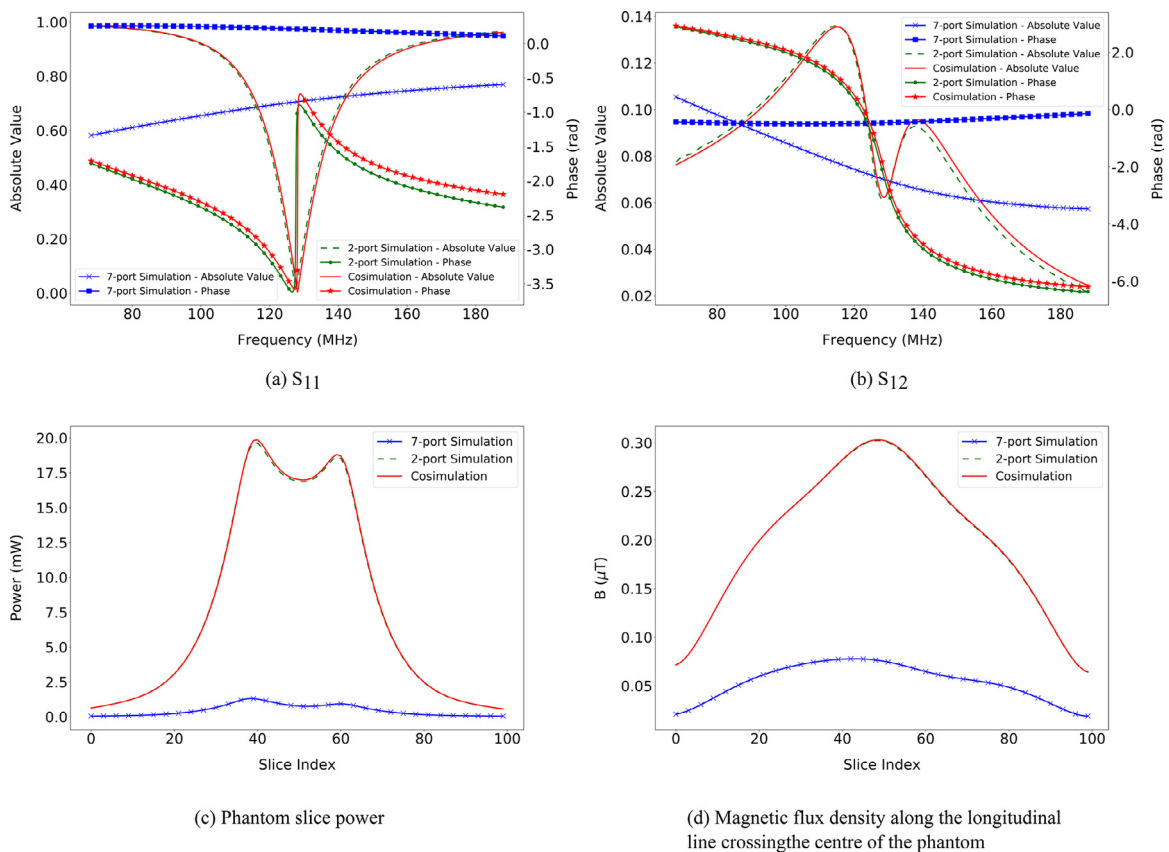 1.00
0.80
0.60
0.40
0.20
0.00
Absolute Value
0.0
-0.5
-1.0
-1.5
-2.0
-2.5
-3.0
-3.5
Phase (rad)
7-port Simulation - Absolute Value
7-port Simulation - Phase
2-port Simulation - Absolute Value
2-port Simulation - Phase
Cosimulation - Absolute Value
Cosimulation - Phase
80 100 120 140 160 180
Frequency (MHz)
(a) S11
0.14
0.12
0.10
0.08
0.06
0.04
0.02
Absolute Value
2.0
0.0
-2.0
-4.0
-6.0
Phase (rad)
7-port Simulation - Absolute Value
7-port Simulation - Phase
2-port Simulation - Absolute Value
Cosimulation - Absolute Value
2-port Simulation - Phase
Cosimulation - Phase
80 100 120 140 160 180
Frequency (MHz)
(b) S12
20.0
17.5
15.0
12.5
10.0
7.5
5.0
2.5
0.0
Power (mW)
7-port Simulation
2-port Simulation
Cosimulation
0 20 40 60 80 100
Slice Index
(c) Phantom slice power
0.30
0.25
0.20
0.15
0.10
0.05
B (μT)
7-port Simulation
2-port Simulation
Cosimulation
0 20 40 60 80 100
Slice Index
(d) Magnetic flux density along the longitudinal
line crossingthe centre of the phantom